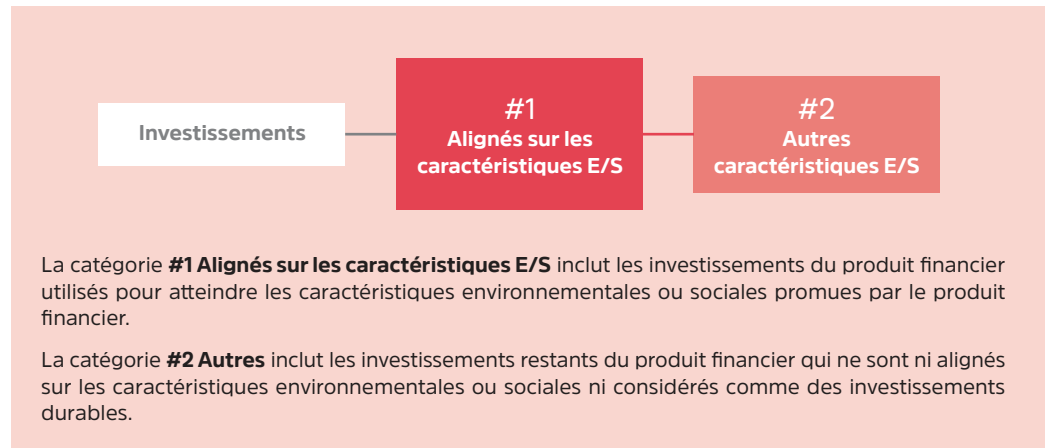 Investissements
#1
Alignés sur les
caractéristiques E/S
#2
Autres
caractéristiques E/S
La catégorie #1 Alignés sur les caractéristiques E/S inclut les investissements du produit financier
utilisés pour atteindre les caractéristiques environnementales ou sociales promues par le produit
financier.
La catégorie #2 Autres inclut les investissements restants du produit financier qui ne sont ni alignés
sur les caractéristiques environnementales ou sociales ni considérés comme des investissements
durables.